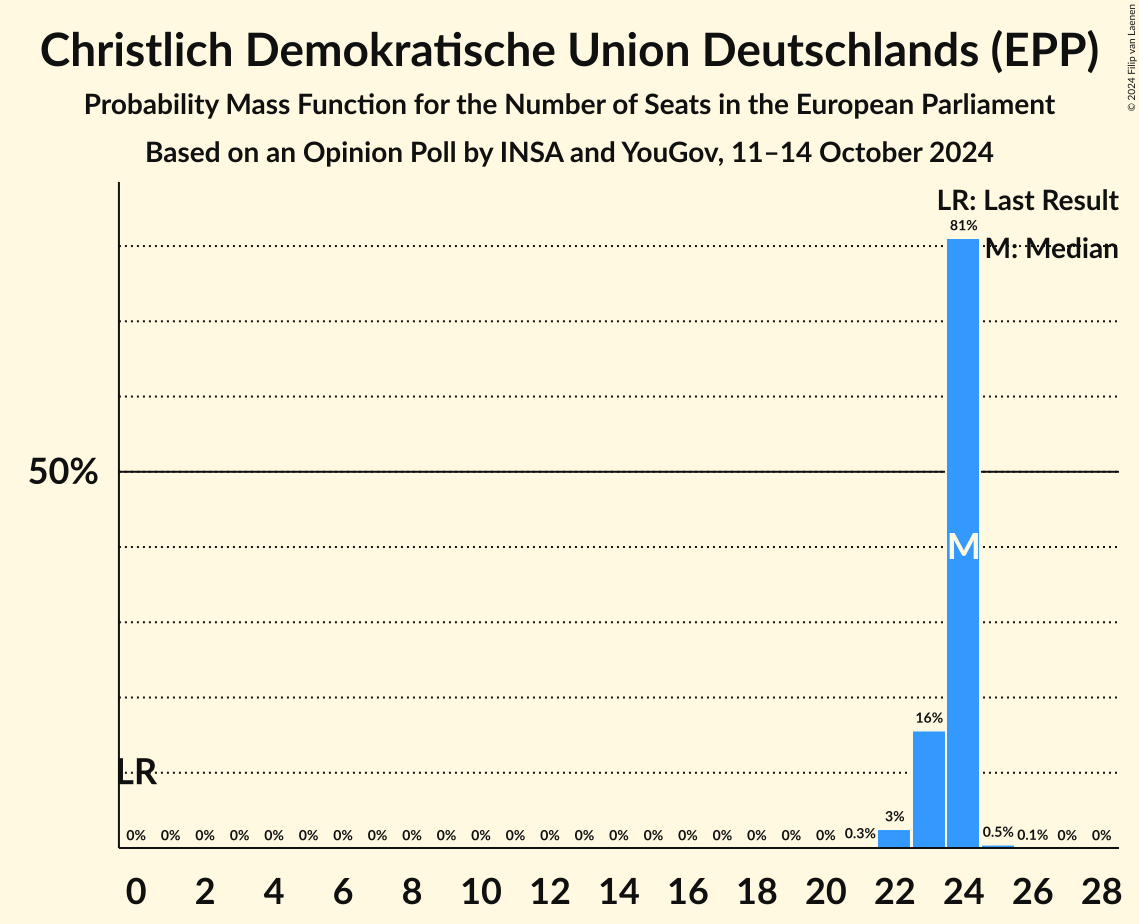 Christlich Demokratische Union Deutschlands (EPP)
Probability Mass Function for the Number of Seats in the European Parliament
Based on an Opinion Poll by INSA and YouGov, 11–14 October 2024
© 2024 Filip van Laenen
LR: Last Result
M: Median
81%
50%
M
16%
LR
3%
0% 0% 0% 0% 0% 0% 0% 0% 0% 0% 0% 0% 0% 0% 0% 0% 0% 0% 0% 0% 0% 0.3% 0.5% 0.1% 0% 0%
0 2 4 6 8 10 12 14 16 18 20 22 24 26 28